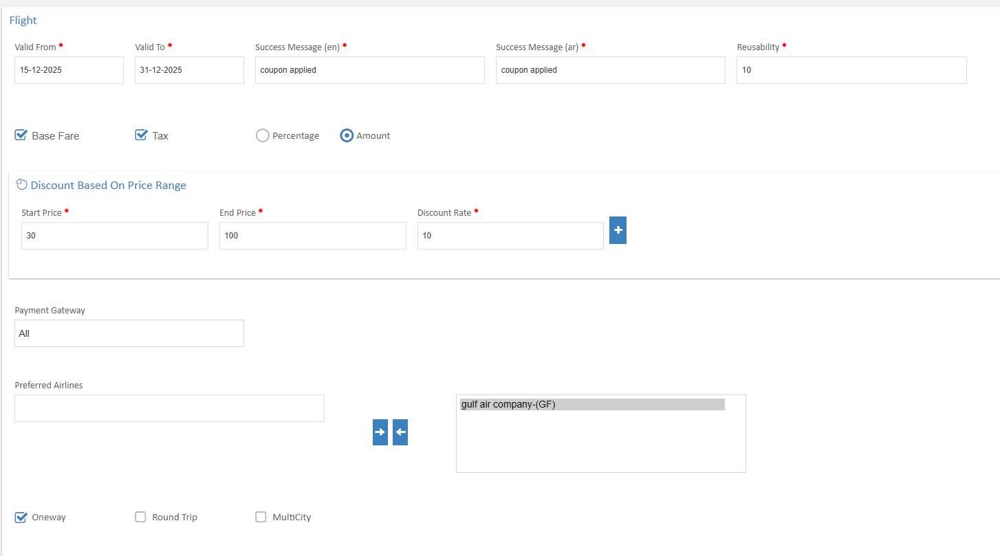 Flight
Valid From *
Valid To *
Success Message (en) *
Success Message (ar) *
Reusability *
15-12-2025
31-12-2025
coupon applied
coupon applied
10
Base Fare
Tax
Percentage
Amount
Discount Based On Price Range
Start Price *
End Price *
Discount Rate *
30
100
10
+
Payment Gateway
All
Preferred Airlines
gulf air company-(GF)
Oneway
Round Trip
MultiCity